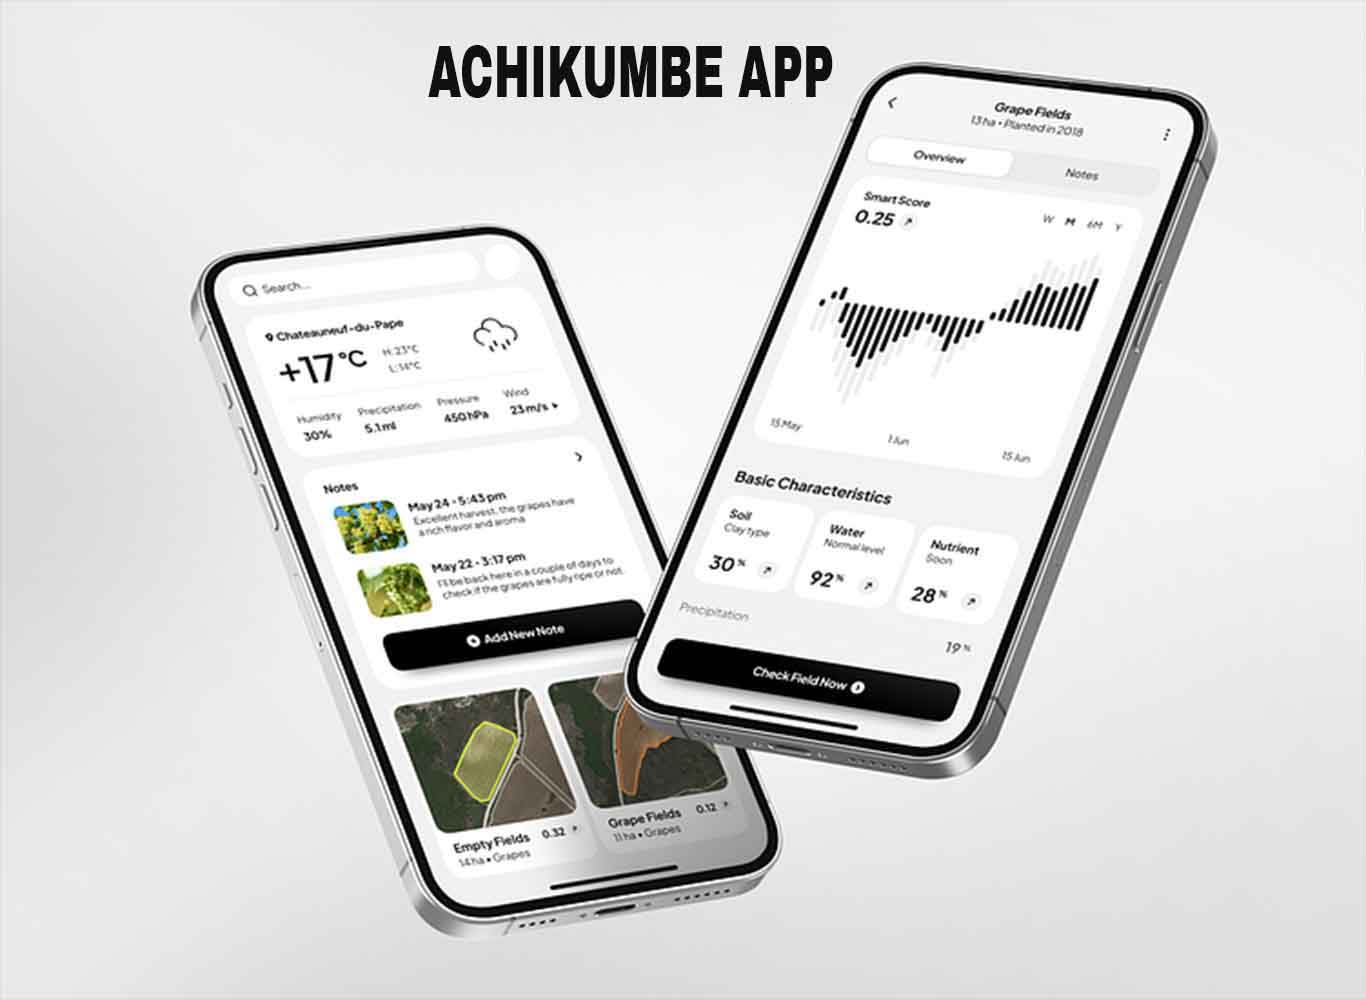 ACHIKUMBE APP
Search...
Chateauneuf-du-Pape
+17°C
H:23°C
L:14°C
Humidity
30%
Precipitation
5.1ml
Pressure
450hPa
Wind
23m/s
Notes
May 24 - 5:43 pm
Excellent harvest, the grapes have
a rich flavor and aroma
May 22 - 3:17 pm
I'll be back here in a couple of days to
check if the grapes are fully ripe or not.
Add New Note
Empty Fields 0.32
14 ha • Grapes
Grape Fields 0.12
11 ha • Grapes
Grape Fields
13 ha • Planted in 2018
Overview
Notes
Smart Score
0.25
W M 6M Y
15 May
1 Jun
15 Jun
Basic Characteristics
Soil
Clay type
30%
Water
Normal level
92%
Nutrient
Soon
28%
Precipitation
19%
Check Field Now